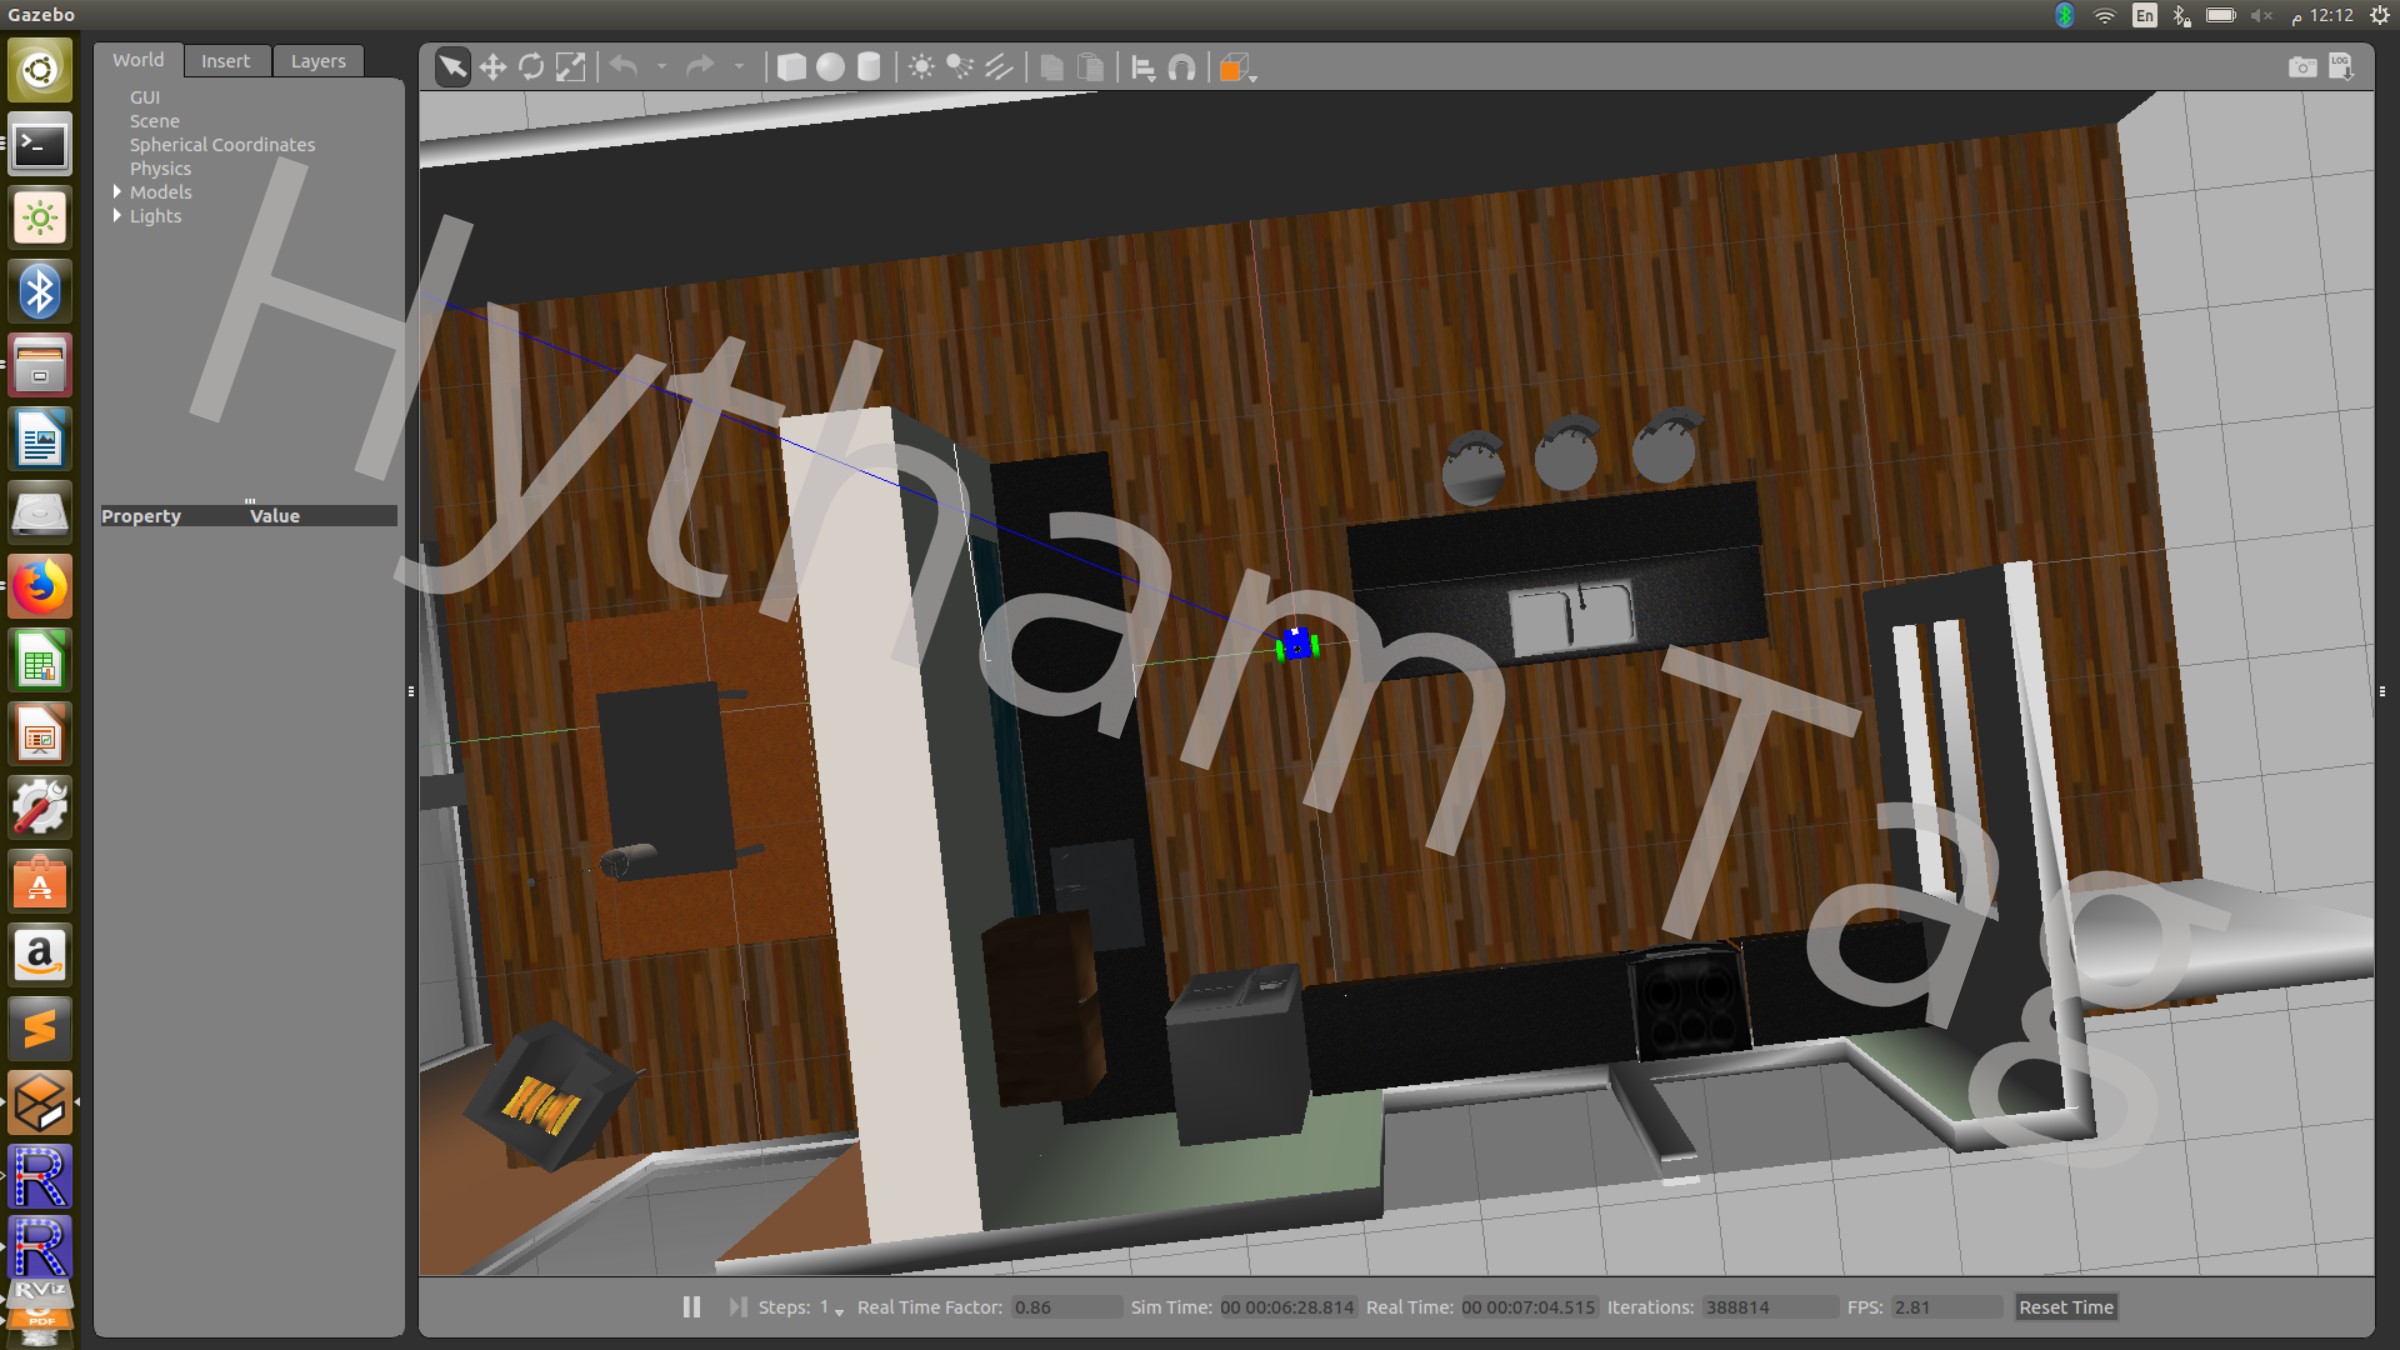 Gazebo
En
م 12:12
World Insert Layers
LOG
GUI
Scene
Spherical Coordinates
Physics
Models
Lights
Property Value
Steps: 1 Real Time Factor: 0.86 Sim Time: 00 00:06:28.814 Real Time: 00 00:07:04.515 Iterations: 388814 FPS: 2.81 Reset Time
RViz
PDF